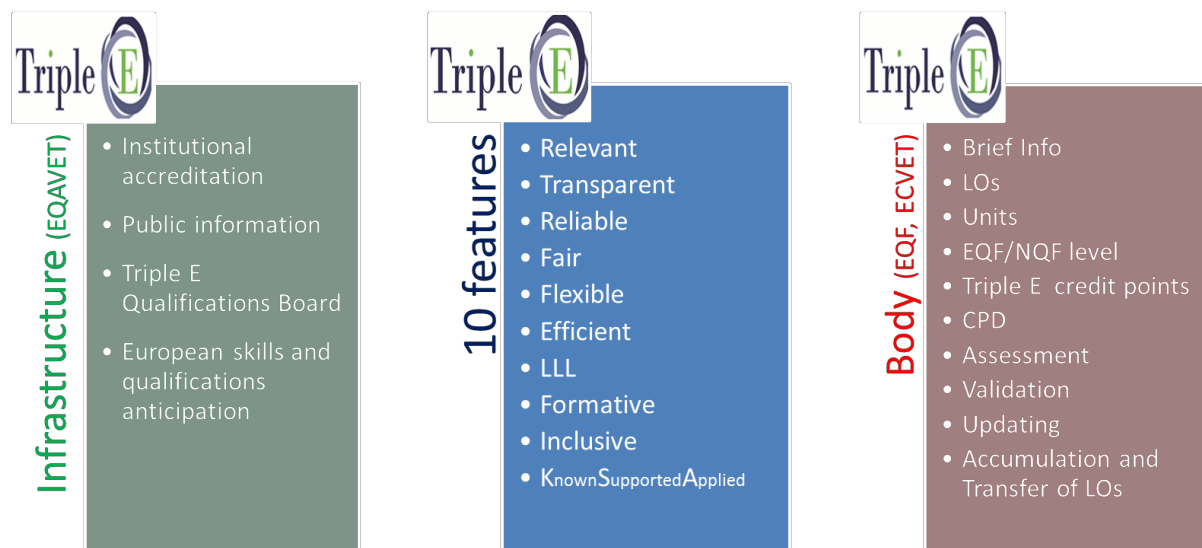 Triple E
Infrastructure (EQAVET)
• Institutional
accreditation
• Public information
• Triple E
Qualifications Board
• European skills and
qualifications
anticipation
Triple E
10 features
• Relevant
• Transparent
• Reliable
• Fair
• Flexible
• Efficient
• LLL
• Formative
• Inclusive
• KnownSupportedApplied
Triple E
Body (EQF, ECVET)
• Brief Info
• LOs
• Units
• EQF/NQF level
• Triple E credit points
• CPD
• Assessment
• Validation
• Updating
• Accumulation and
Transfer of LOs